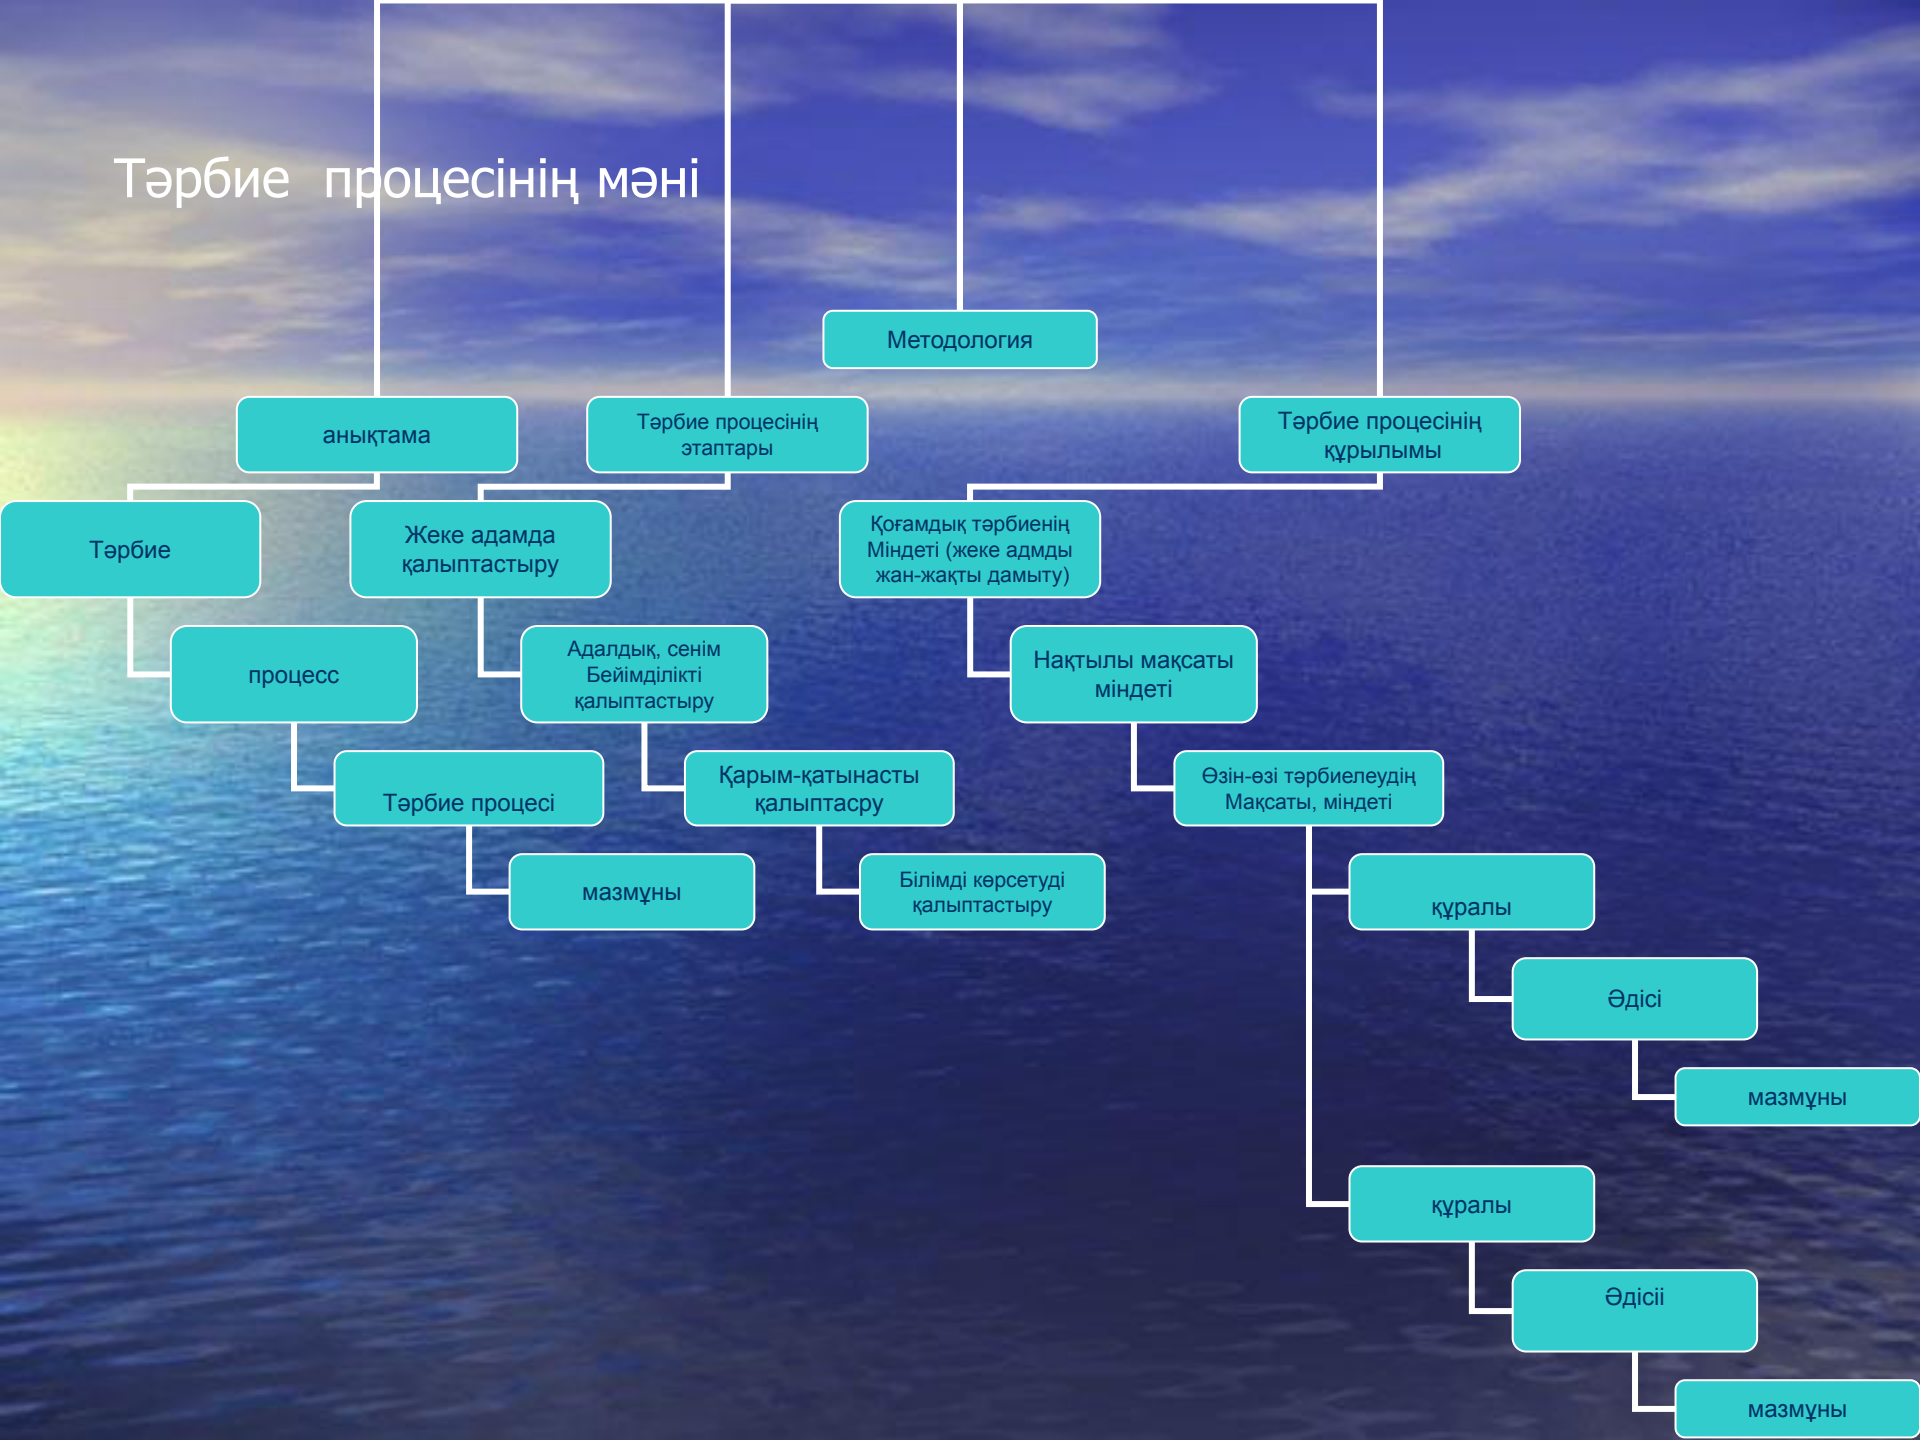 Тәрбие процесінің мәні
Методология
анықтама
Тәрбие процесінің
этаптары
Тәрбие процесінің
құрылымы
Тәрбие
Жеке адамда
қалыптастыру
Қоғамдық тәрбиенің
Міндеті (жеке адмды
жан-жақты дамыту)
процесс
Адалдық, сенім
Бейімділікті
қалыптастыру
Нақтылы мақсаты
міндеті
Тәрбие процесі
Қарым-қатынасты
қалыптасру
Өзін-өзі тәрбиелеудің
Мақсаты, міндеті
мазмұны
Білімді көрсетуді
қалыптастыру
құралы
Әдісі
мазмұны
құралы
Әдісіі
мазмұны